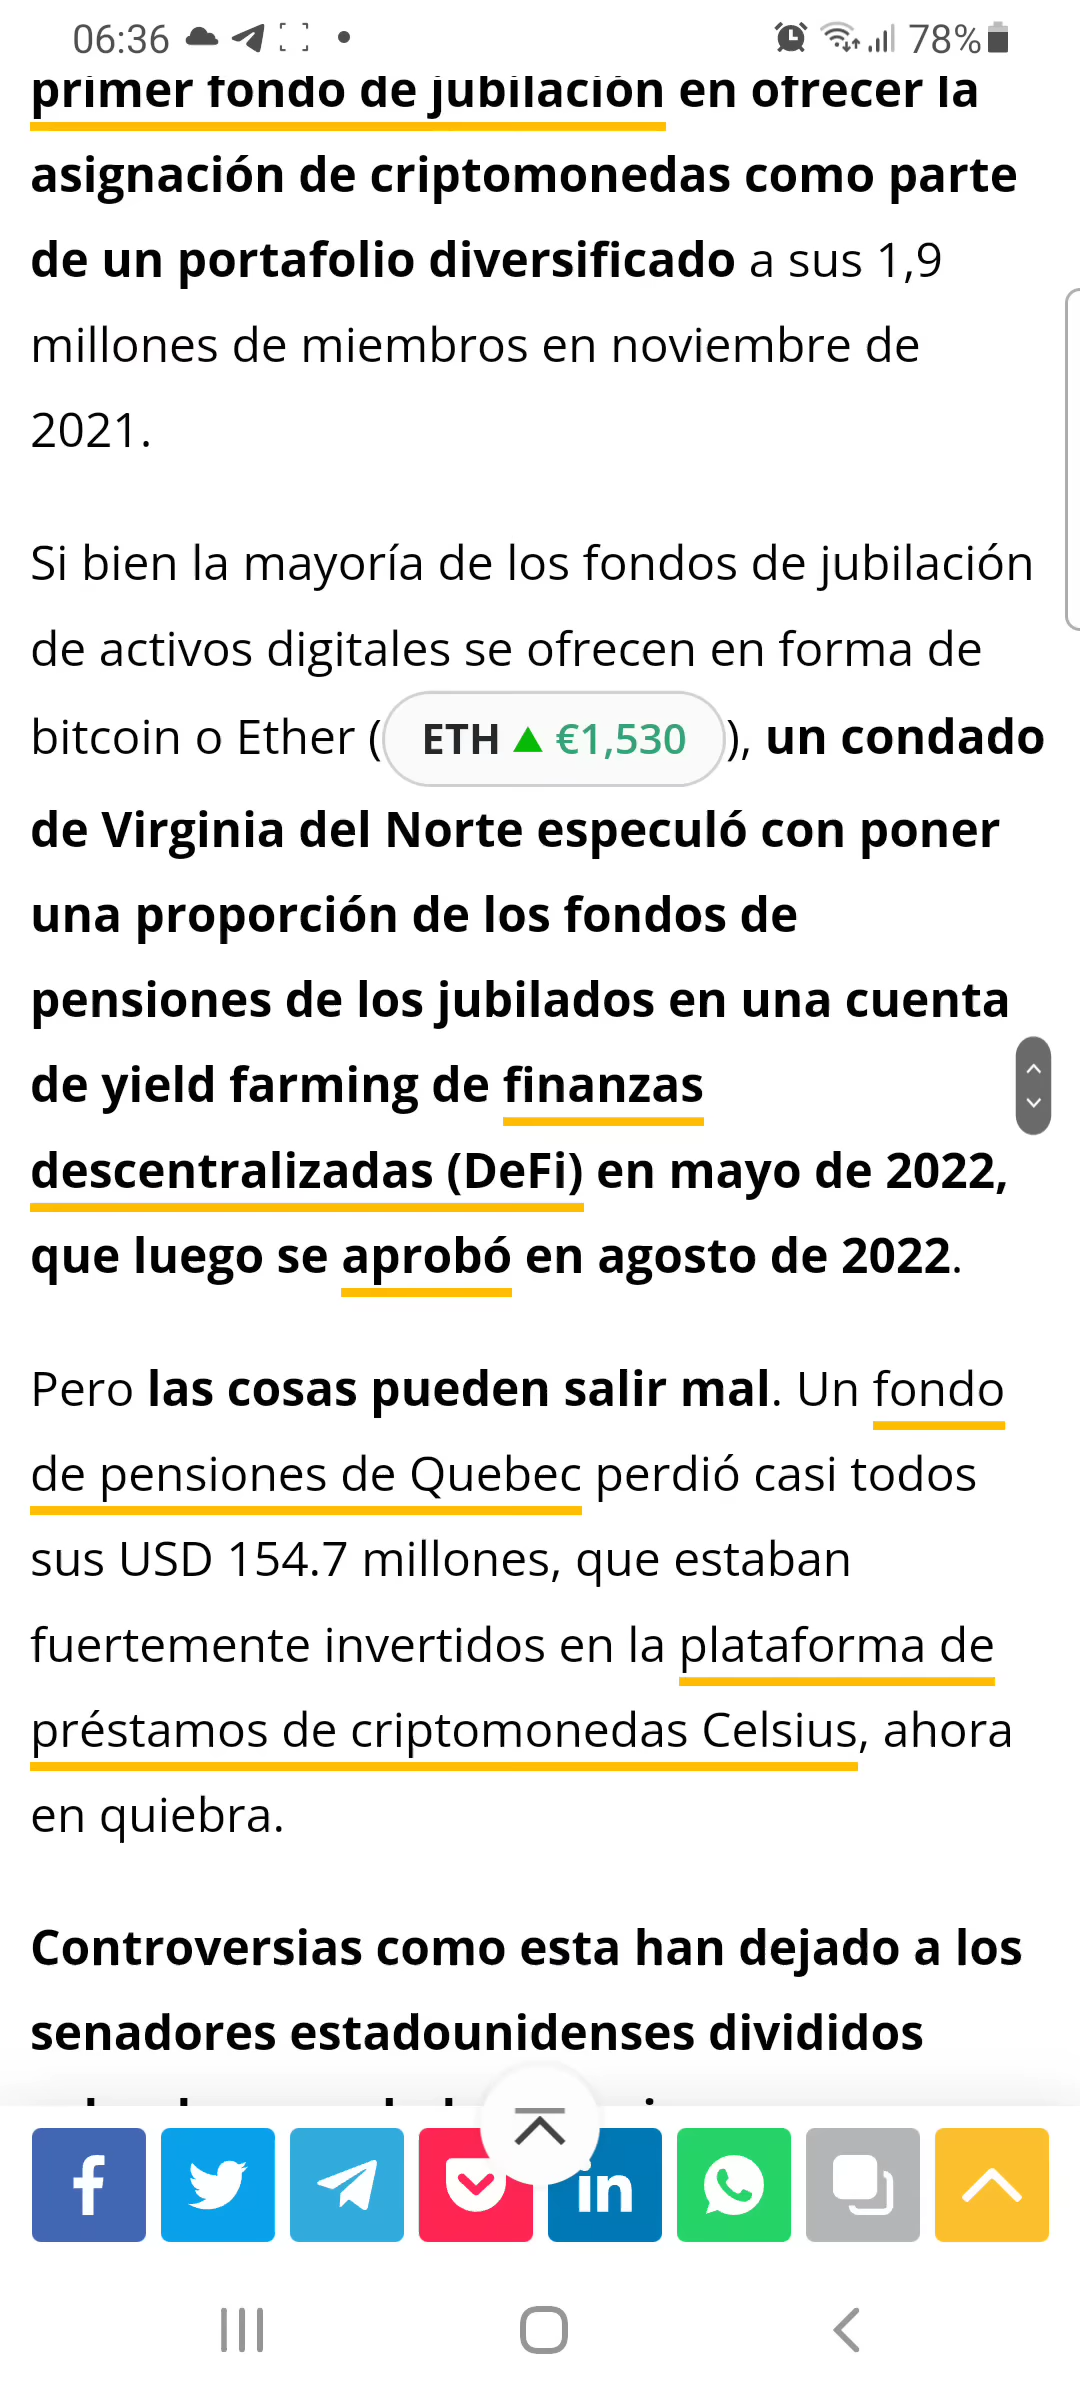 06:36
78%
primer fondo de jubilación en ofrecer la
asignación de criptomonedas como parte
de un portafolio diversificado a sus 1,9
millones de miembros en noviembre de
2021.
Si bien la mayoría de los fondos de jubilación
de activos digitales se ofrecen en forma de
bitcoin o Ether ( ETH ▲ €1,530 ), un condado
de Virginia del Norte especuló con poner
una proporción de los fondos de
pensiones de los jubilados en una cuenta
de yield farming de finanzas
descentralizadas (DeFi) en mayo de 2022,
que luego se aprobó en agosto de 2022.
Pero las cosas pueden salir mal. Un fondo
de pensiones de Quebec perdió casi todos
sus USD 154.7 millones, que estaban
fuertemente invertidos en la plataforma de
préstamos de criptomonedas Celsius, ahora
en quiebra.
Controversias como esta han dejado a los
senadores estadounidenses divididos